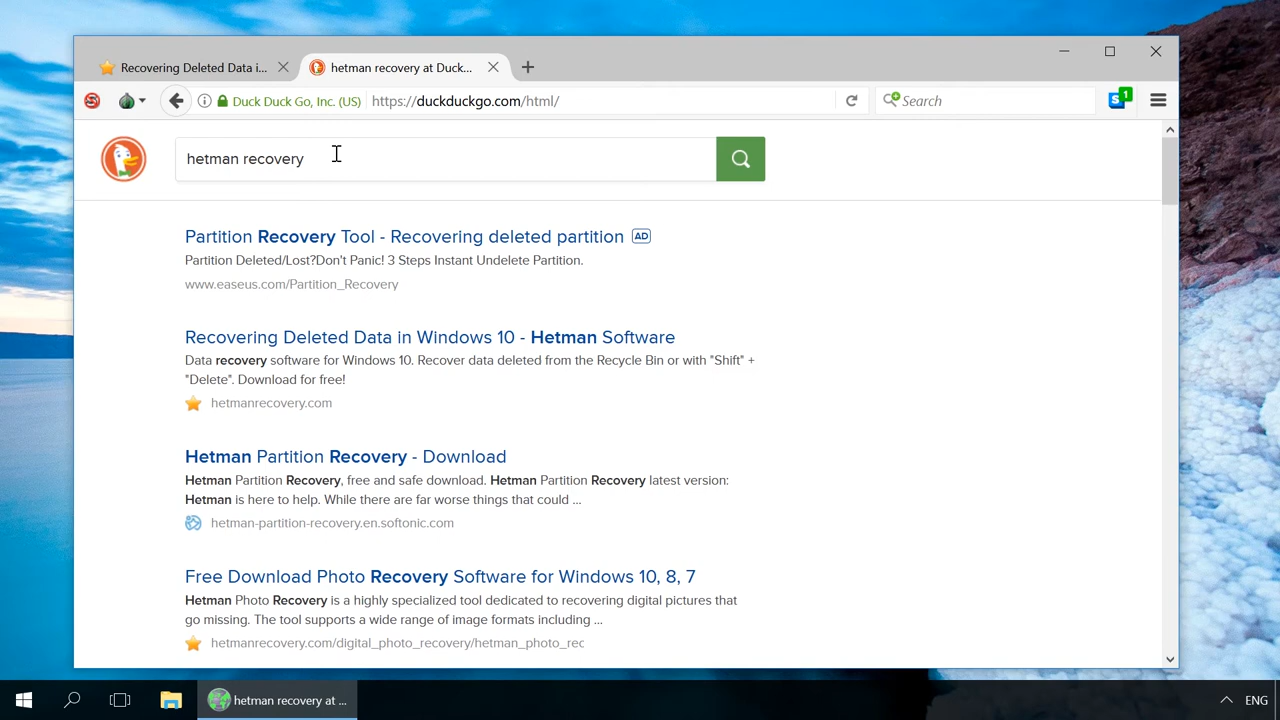 Recovering Deleted Data i...
hetman recovery at Duck...
Duck Duck Go, Inc. (US)
https://duckduckgo.com/html/
Search
S 1
hetman recovery
Partition Recovery Tool - Recovering deleted partition AD
Partition Deleted/Lost?Don't Panic! 3 Steps Instant Undelete Partition.
www.easeus.com/Partition_Recovery
Recovering Deleted Data in Windows 10 - Hetman Software
Data recovery software for Windows 10. Recover data deleted from the Recycle Bin or with "Shift" +
"Delete". Download for free!
hetmanrecovery.com
Hetman Partition Recovery - Download
Hetman Partition Recovery, free and safe download. Hetman Partition Recovery latest version:
Hetman is here to help. While there are far worse things that could ...
hetman-partition-recovery.en.softonic.com
Free Download Photo Recovery Software for Windows 10, 8, 7
Hetman Photo Recovery is a highly specialized tool dedicated to recovering digital pictures that
go missing. The tool supports a wide range of image formats including ...
hetmanrecovery.com/digital_photo_recovery/hetman_photo_rec
hetman recovery at ...
ENG